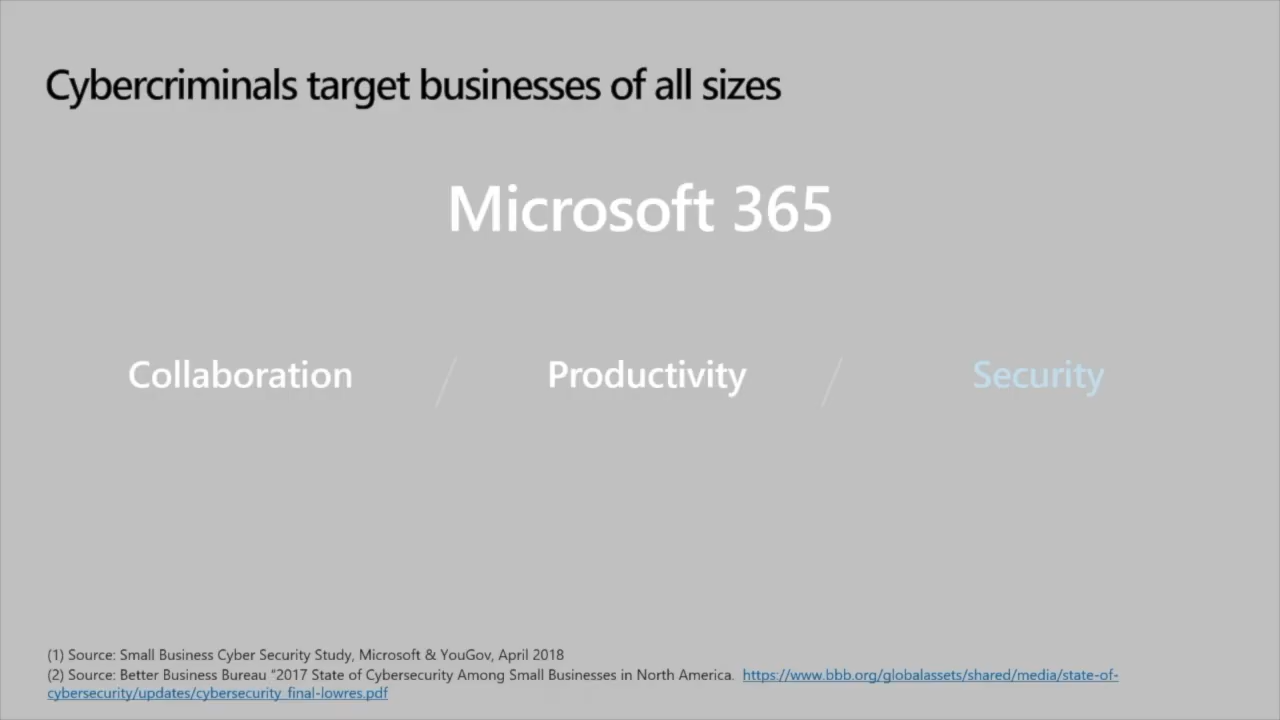 Cybercriminals target businesses of all sizes
Microsoft 365
Collaboration / Productivity / Security
(1) Source: Small Business Cyber Security Study, Microsoft & YouGov, April 2018
(2) Source: Better Business Bureau "2017 State of Cybersecurity Among Small Businesses in North America. https://www.bbb.org/globalassets/shared/media/state-of-
cybersecurity/updates/cybersecurity_final-lowres.pdf